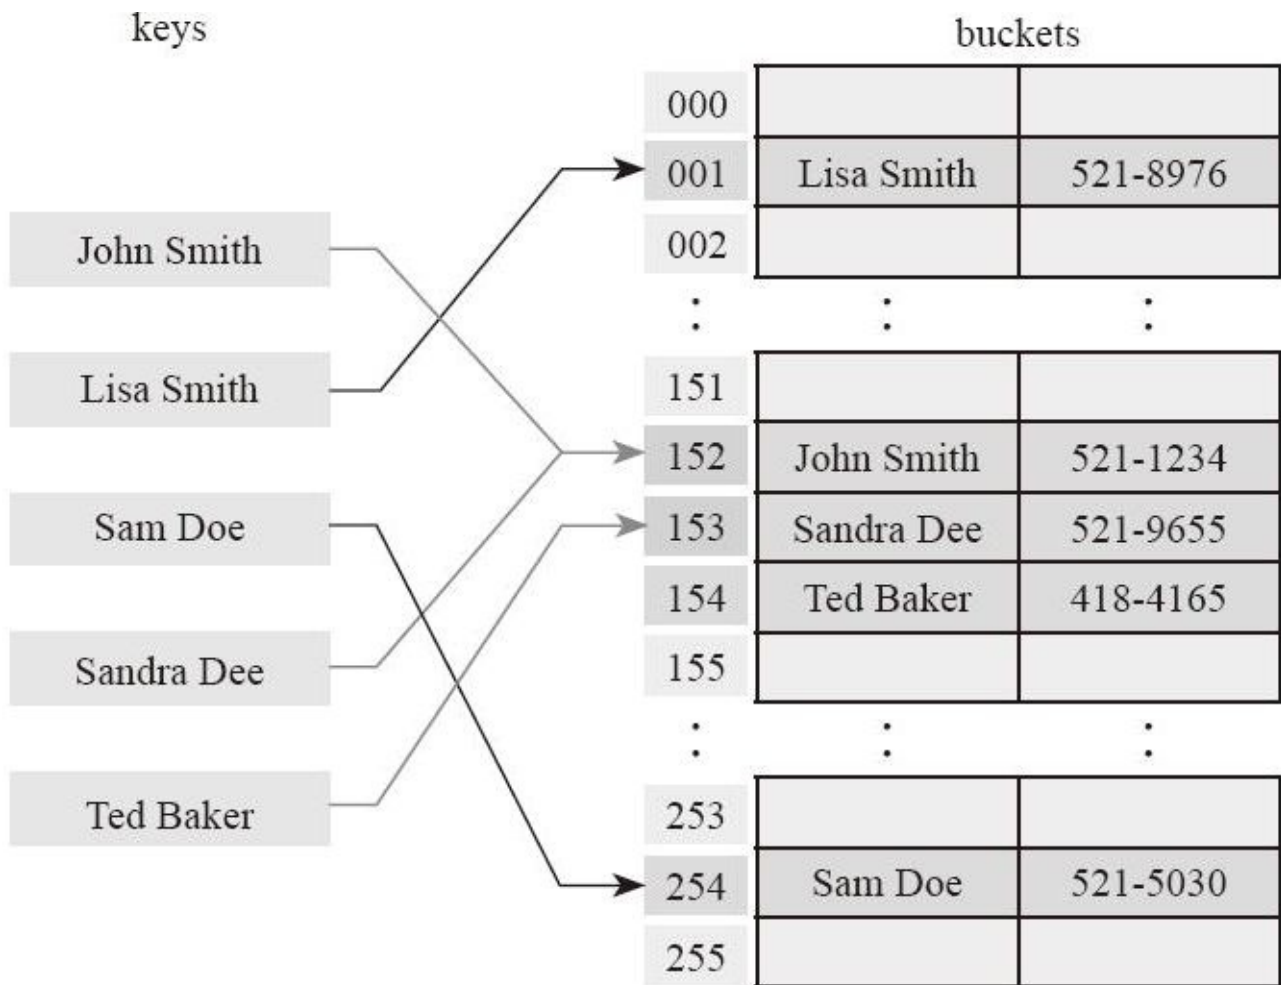 keys
buckets
000
001 Lisa Smith 521-8976
002
John Smith
Lisa Smith
Sam Doe
Sandra Dee
Ted Baker
151
152 John Smith 521-1234
153 Sandra Dee 521-9655
154 Ted Baker 418-4165
155
253
254 Sam Doe 521-5030
255